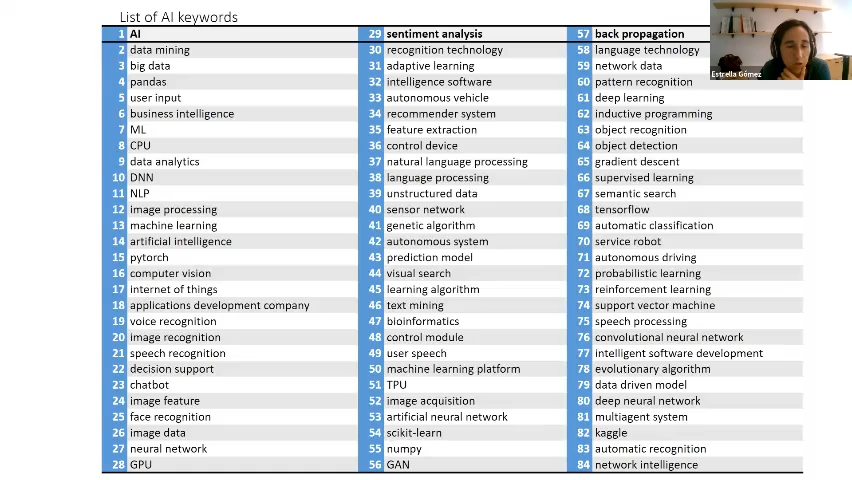 List of AI keywords
1 AI 29 sentiment analysis 57 back propagation
2 data mining 30 recognition technology 58 language technology
3 big data 31 adaptive learning 59 network data
4 pandas 32 intelligence software 60 pattern recognition
5 user input 33 autonomous vehicle 61 deep learning
6 business intelligence 34 recommender system 62 inductive programming
7 ML 35 feature extraction 63 object recognition
8 CPU 36 control device 64 object detection
9 data analytics 37 natural language processing 65 gradient descent
10 DNN 38 language processing 66 supervised learning
11 NLP 39 unstructured data 67 semantic search
12 image processing 40 sensor network 68 tensorflow
13 machine learning 41 genetic algorithm 69 automatic classification
14 artificial intelligence 42 autonomous system 70 service robot
15 pytorch 43 prediction model 71 autonomous driving
16 computer vision 44 visual search 72 probabilistic learning
17 internet of things 45 learning algorithm 73 reinforcement learning
18 applications development company 46 text mining 74 support vector machine
19 voice recognition 47 bioinformatics 75 speech processing
20 image recognition 48 control module 76 convolutional neural network
21 speech recognition 49 user speech 77 intelligent software development
22 decision support 50 machine learning platform 78 evolutionary algorithm
23 chatbot 51 TPU 79 data driven model
24 image feature 52 image acquisition 80 deep neural network
25 face recognition 53 artificial neural network 81 multiagent system
26 image data 54 scikit-learn 82 kaggle
27 neural network 55 numpy 83 automatic recognition
28 GPU 56 GAN 84 network intelligence
Estrella Gómez